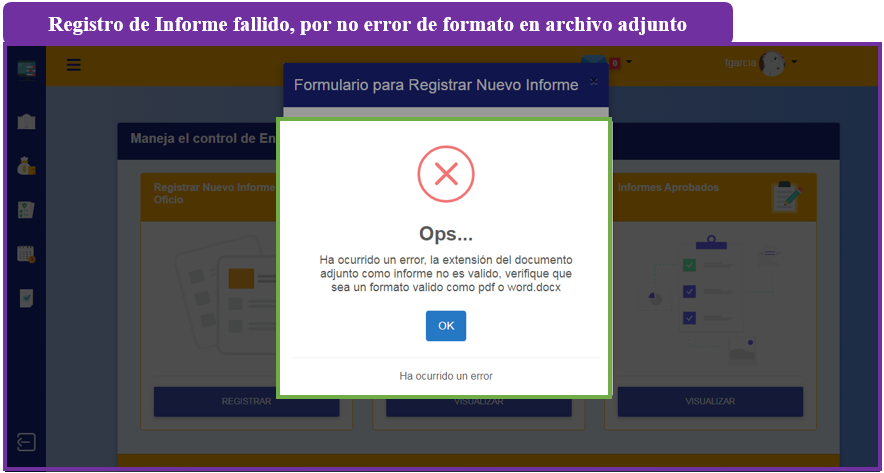 Registro de Informe fallido, por no error de formato en archivo adjunto
0
lgarcia
Formulario para Registrar Nuevo Informe
×
Maneja el control de En
Registrar Nuevo Informe
Oficio
Informes Aprobados
Ops...
Ha ocurrido un error, la extensión del documento
adjunto como informe no es valido, verifique que
sea un formato valido como pdf o word.docx
OK
Ha ocurrido un error
REGISTRAR
VISUALIZAR
VISUALIZAR